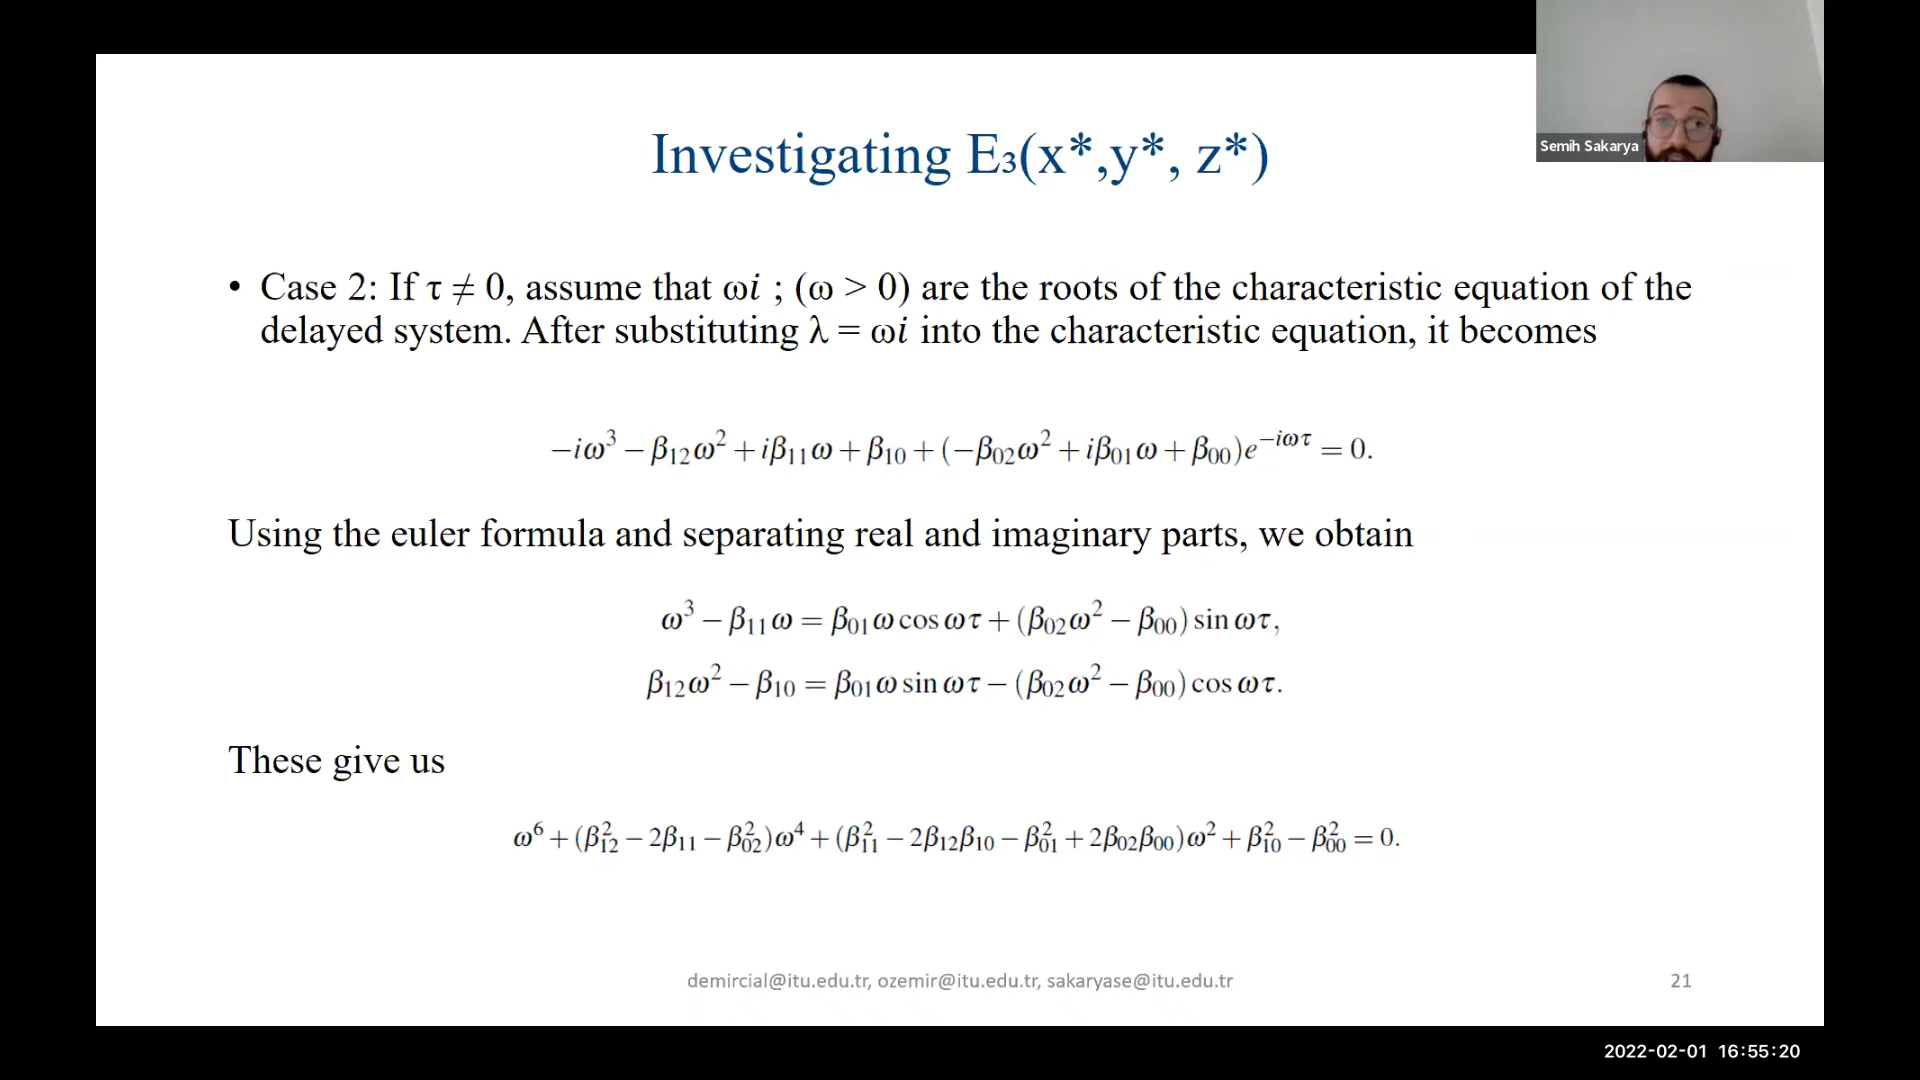 Semih Sakarya
Investigating E₃(x*,y*, z*)
• Case 2: If τ ≠ 0, assume that ωi ; (ω > 0) are the roots of the characteristic equation of the
delayed system. After substituting λ = ωi into the characteristic equation, it becomes
−iω³ − β₁₂ω² + iβ₁₁ω + β₁₀ + (−β₀₂ω² + iβ₀₁ω + β₀₀)e^{−iωτ} = 0.
Using the euler formula and separating real and imaginary parts, we obtain
ω³ − β₁₁ω = β₀₁ω cos ωτ + (β₀₂ω² − β₀₀) sin ωτ,
β₁₂ω² − β₁₀ = β₀₁ω sin ωτ − (β₀₂ω² − β₀₀) cos ωτ.
These give us
ω⁶ + (β₁₂² − 2β₁₁ − β₀₂²)ω⁴ + (β₁₁² − 2β₁₂β₁₀ − β₀₁² + 2β₀₂β₀₀)ω² + β₁₀² − β₀₀² = 0.
demircial@itu.edu.tr, ozemir@itu.edu.tr, sakaryase@itu.edu.tr
21
2022-02-01 16:55:20